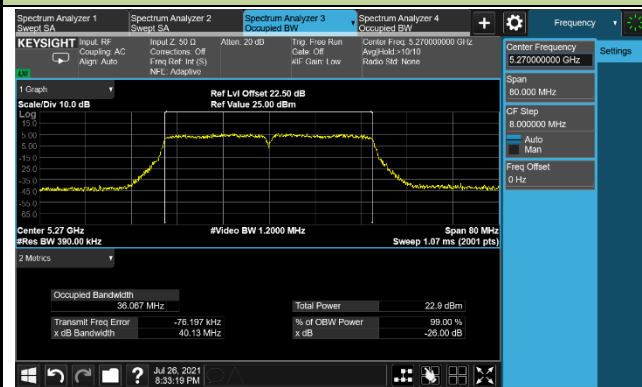 Spectrum Analyzer 1
Swept SA
Spectrum Analyzer 2
Swept SA
Spectrum Analyzer 3
Occupied BW
Spectrum Analyzer 4
Occupied BW
+
Frequency
KEYSIGHT
LXI
Input: RF
Coupling: AC
Align: Auto
Input Z: 50 Ω
Corrections: Off
Freq Ref: Int (S)
NFE: Adaptive
Atten: 20 dB
Trig: Free Run
Gate: Off
#IF Gain: Low
Center Freq: 5.270000000 GHz
Avg|Hold:>10/10
Radio Std: None
Center Frequency
5.270000000 GHz
Settings
Span
80.000 MHz
CF Step
8.000000 MHz
Auto
Man
Freq Offset
0 Hz
1 Graph
Scale/Div 10.0 dB
Ref Lvl Offset 22.50 dB
Ref Value 25.00 dBm
Log
15.0
5.00
-5.00
-15.0
-25.0
-35.0
-45.0
-55.0
-65.0
Center 5.27 GHz
#Res BW 390.00 kHz
#Video BW 1.2000 MHz
Span 80 MHz
Sweep 1.07 ms (2001 pts)
2 Metrics
Occupied Bandwidth
36.067 MHz
Total Power
22.9 dBm
Transmit Freq Error
-76.197 kHz
% of OBW Power
99.00 %
x dB Bandwidth
40.13 MHz
x dB
-26.00 dB
?
Jul 26, 2021
8:33:19 PM